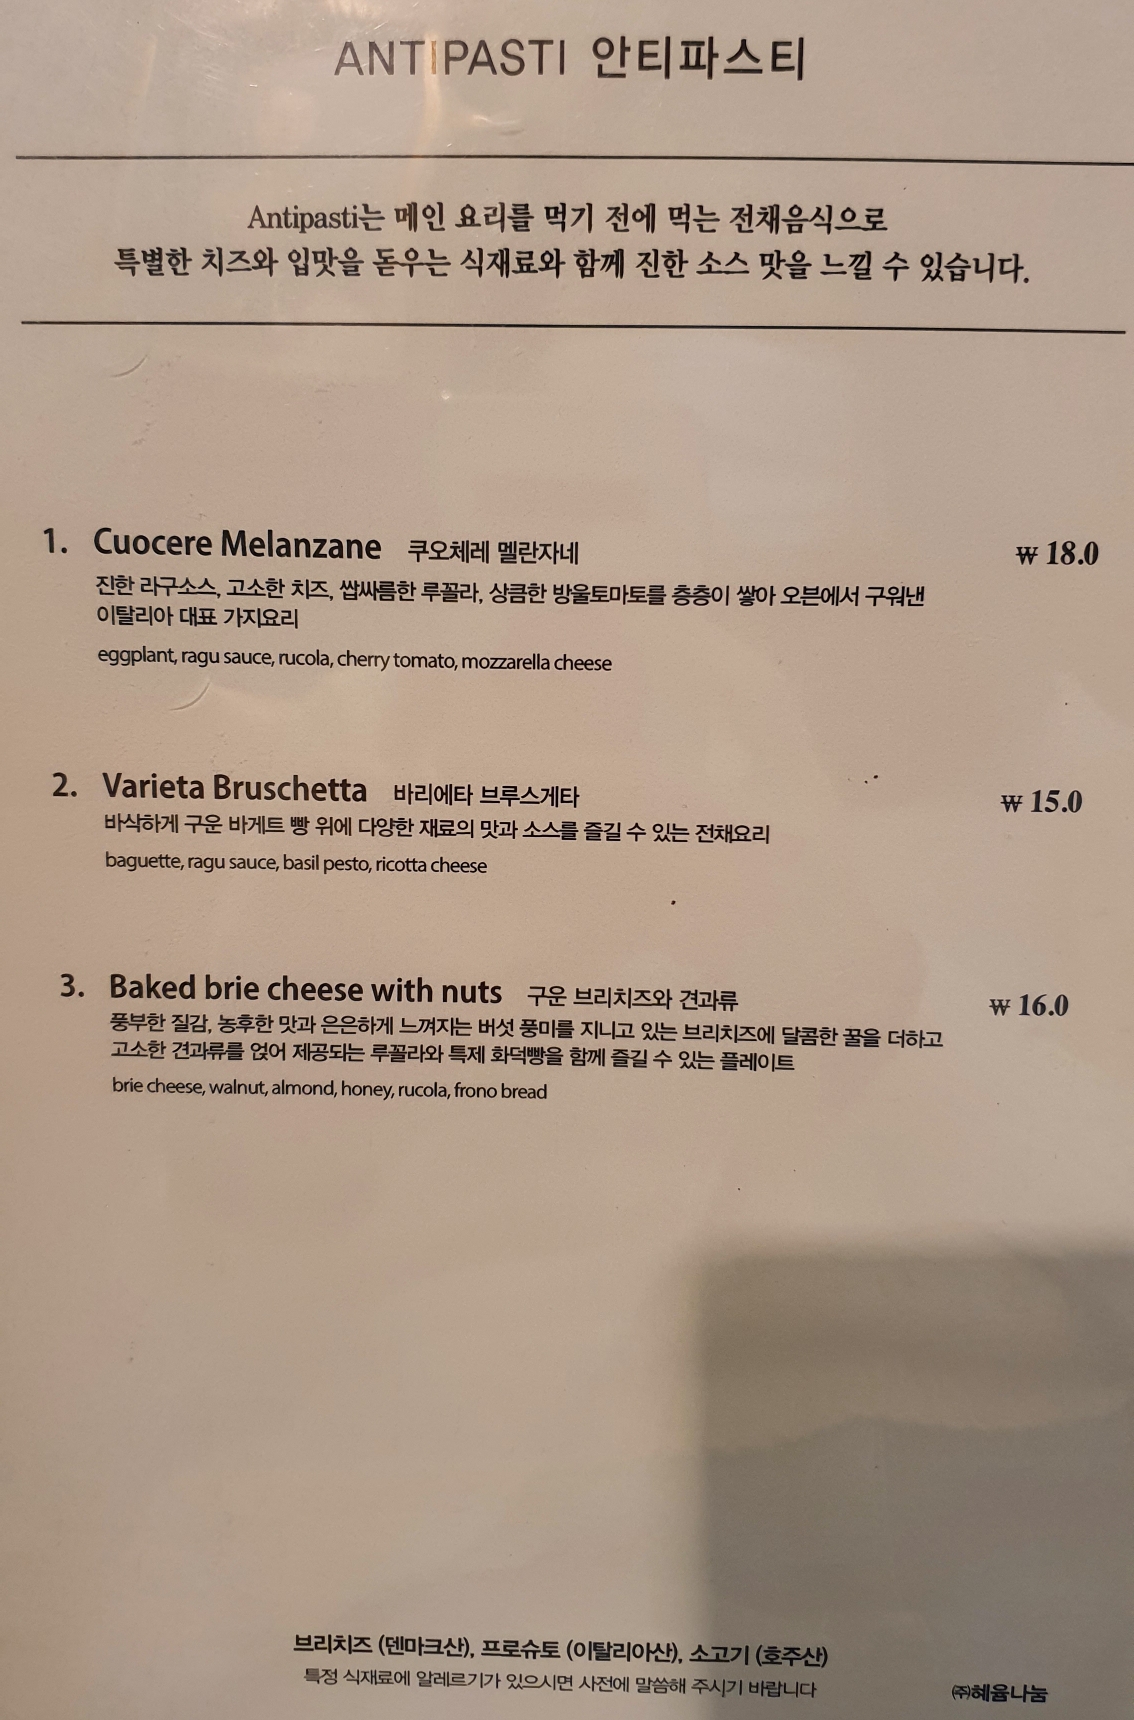 ANTIPASTI 안티파스티
Antipasti는 메인 요리를 먹기 전에 먹는 전채음식으로
특별한 치즈와 입맛을 돋우는 식재료와 함께 진한 소스 맛을 느낄 수 있습니다.
1. Cuocere Melanzane 쿠오체레 멜란자네 ₩ 18.0
진한 라구소스, 고소한 치즈, 쌉싸름한 루꼴라, 상큼한 방울토마토를 층층이 쌓아 오븐에서 구워낸
이탈리아 대표 가지요리
eggplant, ragu sauce, rucola, cherry tomato, mozzarella cheese
2. Varieta Bruschetta 바리에타 브루스게타 ₩ 15.0
바삭하게 구운 바게트 빵 위에 다양한 재료의 맛과 소스를 즐길 수 있는 전채요리
baguette, ragu sauce, basil pesto, ricotta cheese
3. Baked brie cheese with nuts 구운 브리치즈와 견과류 ₩ 16.0
풍부한 질감, 농후한 맛과 은은하게 느껴지는 버섯 풍미를 지니고 있는 브리치즈에 달콤한 꿀을 더하고
고소한 견과류를 얹어 제공되는 루꼴라와 특제 화덕빵을 함께 즐길 수 있는 플레이트
brie cheese, walnut, almond, honey, rucola, frono bread
브리치즈 (덴마크산), 프로슈토 (이탈리아산), 소고기 (호주산)
특정 식재료에 알레르기가 있으시면 사전에 말씀해 주시기 바랍니다
㈜혜윰나눔